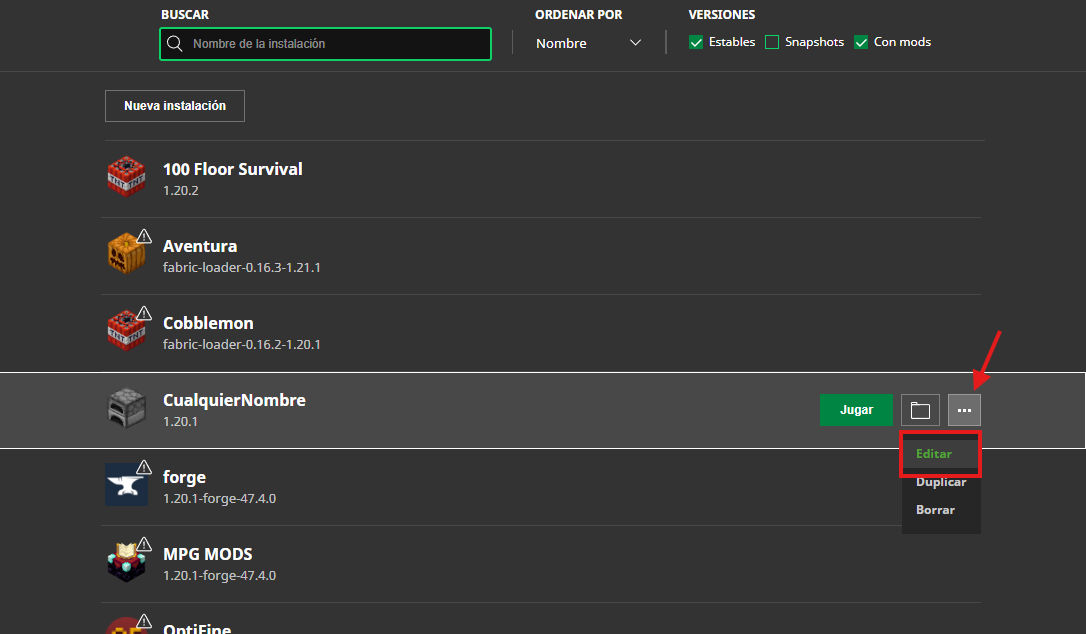 BUSCAR
ORDENAR POR
VERSIONES
Nombre de la instalación
Nombre
Estables
Snapshots
Con mods
Nueva instalación
100 Floor Survival
1.20.2
Aventura
fabric-loader-0.16.3-1.21.1
Cobblemon
fabric-loader-0.16.2-1.20.1
CualquierNombre
1.20.1
Jugar
Editar
Duplicar
Borrar
forge
1.20.1-forge-47.4.0
MPG MODS
1.20.1-forge-47.4.0
OptiFine